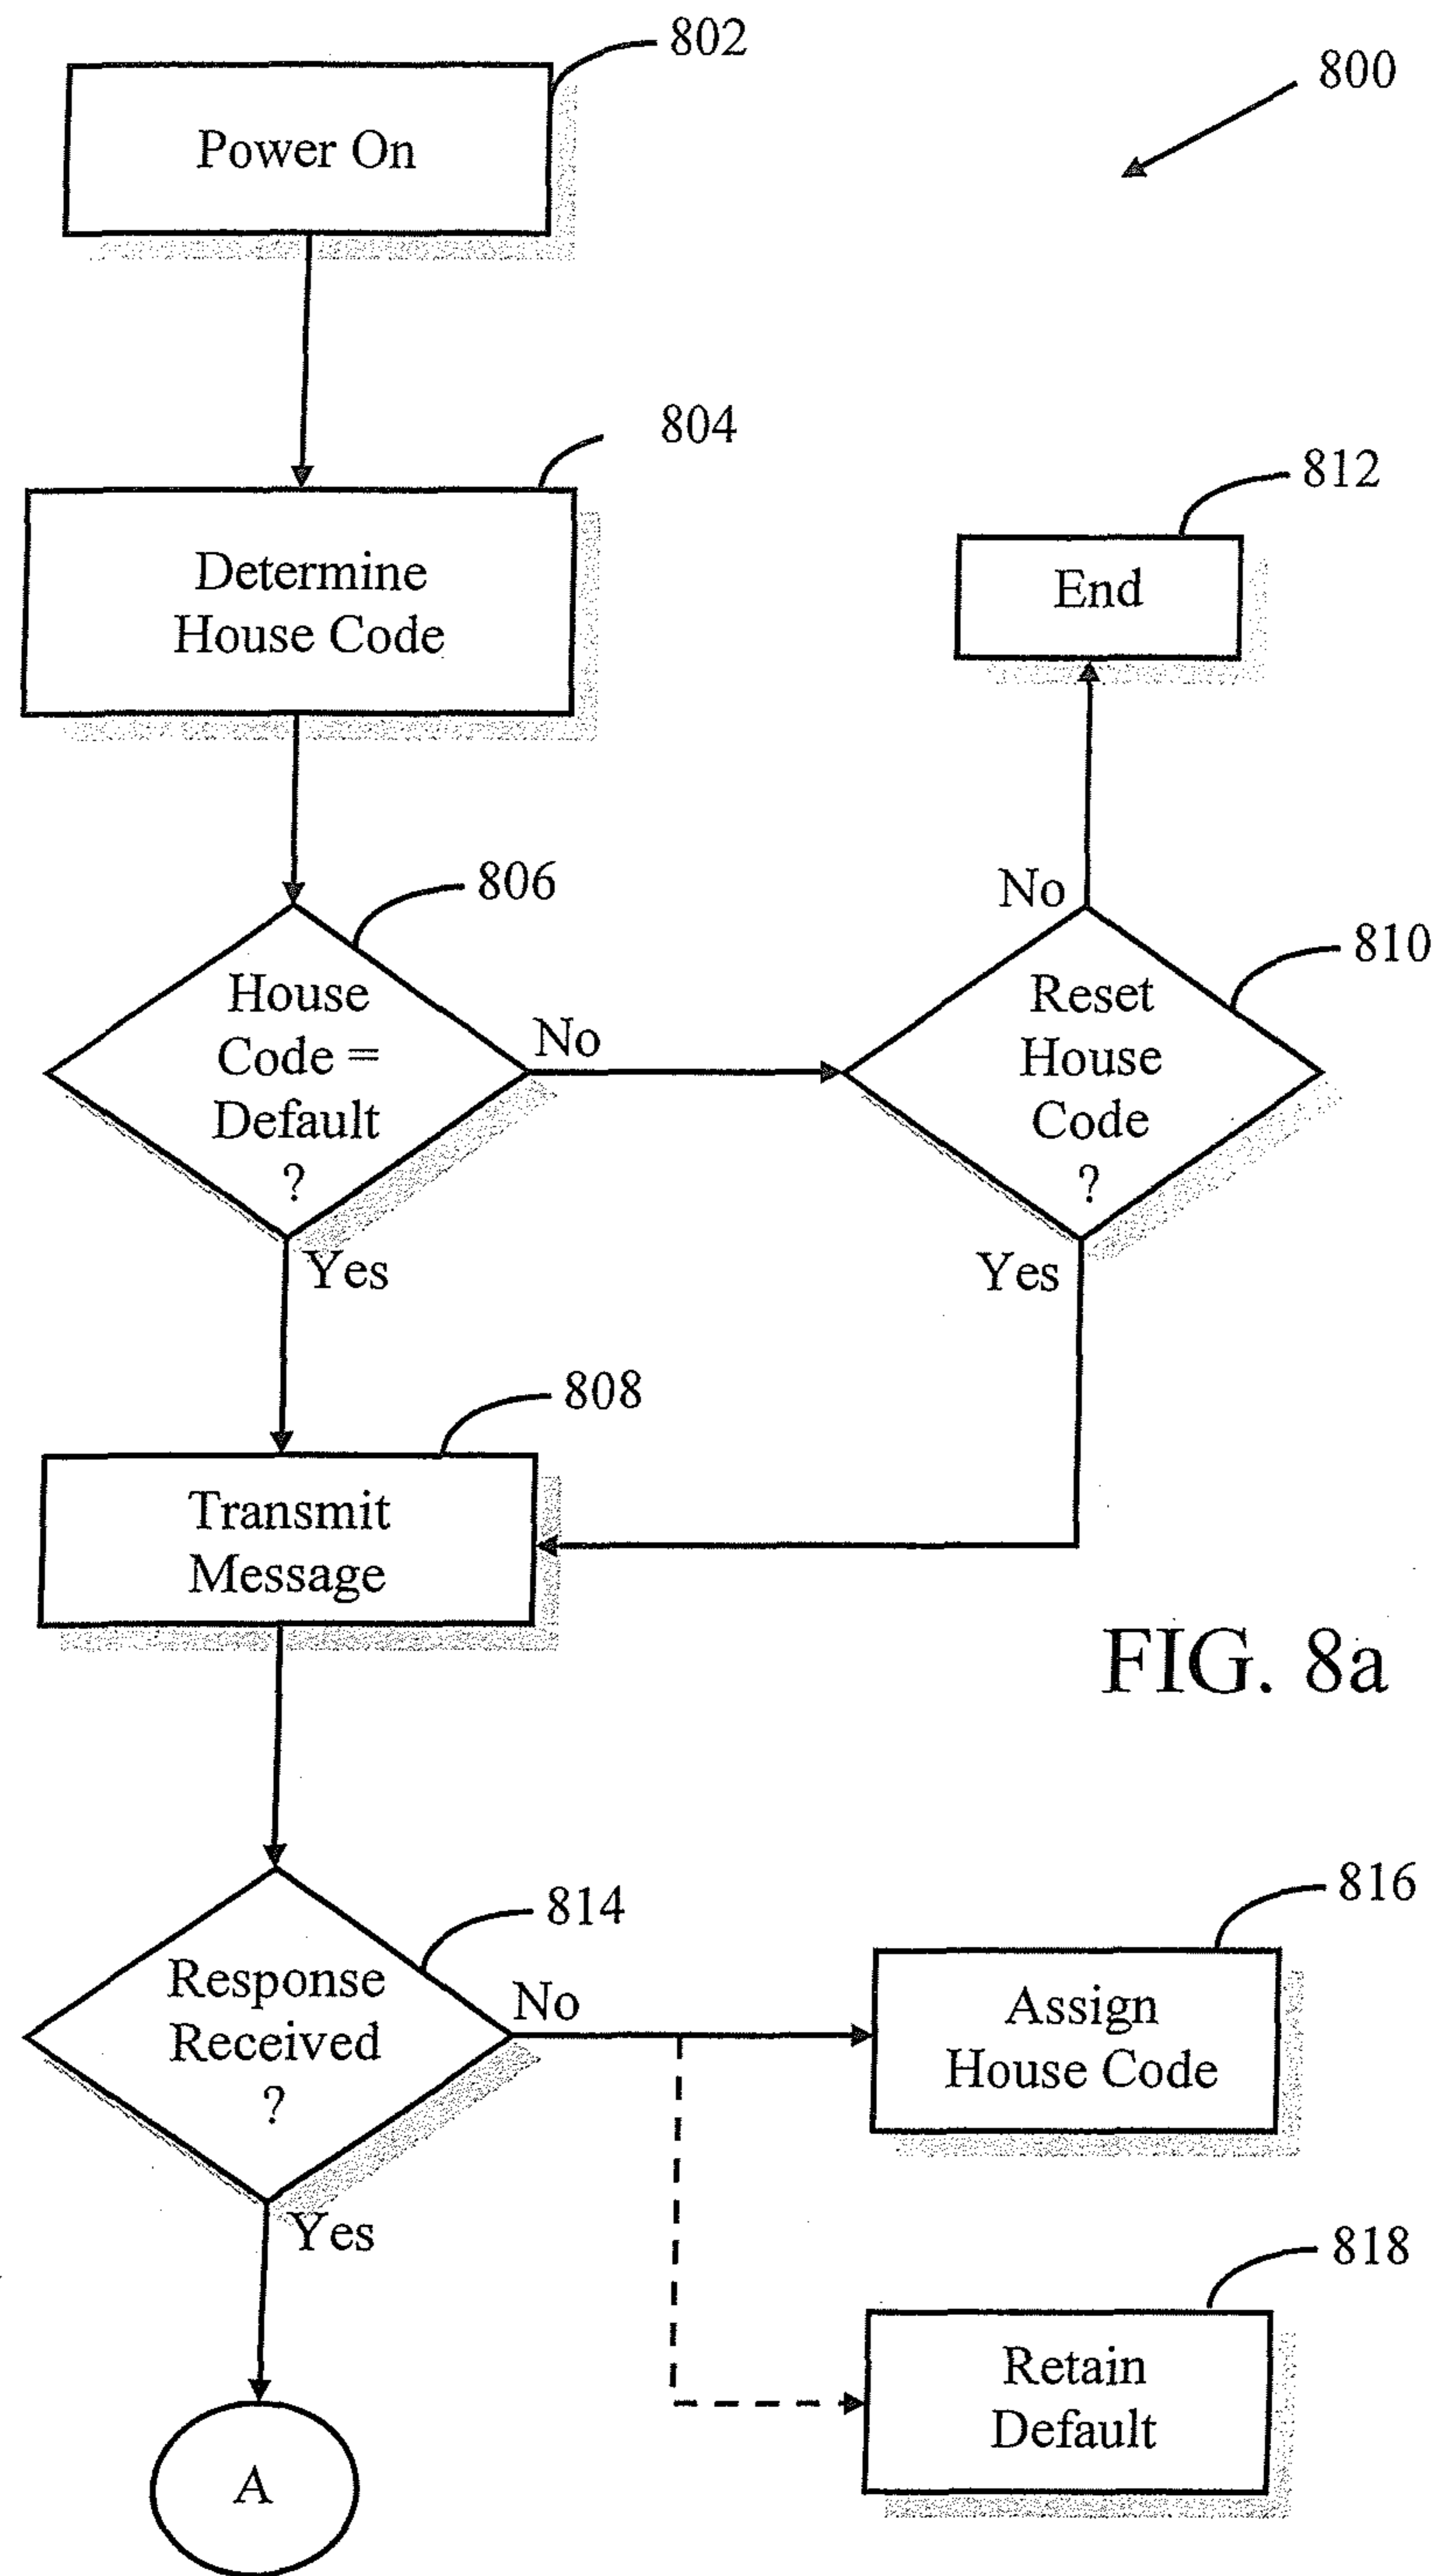 802
800
Power On
804
Determine
House Code
812
End
806
House
Code =
Default
?
No
No
810
Reset
House
Code
?
Yes
Yes
808
Transmit
Message
FIG. 8a
814
Response
Received
?
No
816
Assign
House Code
Yes
818
Retain
Default
A